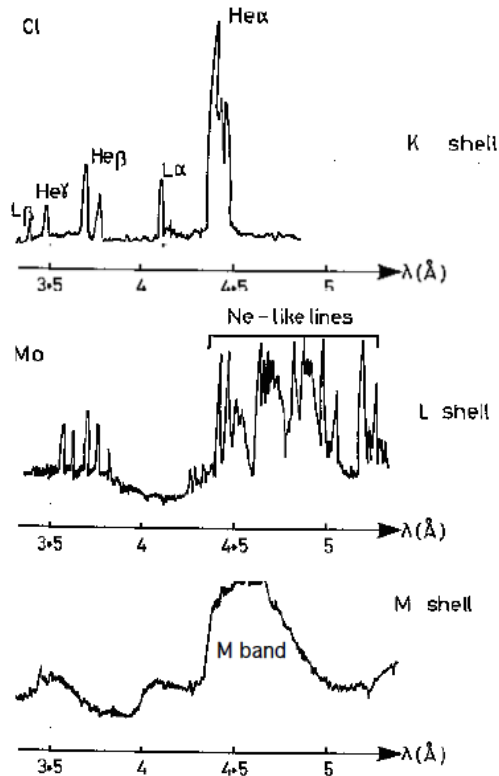 Cl
Heα
Heβ
Lα
K shell
Heγ
Lβ
3•5 4 4•5 5 λ(Å)
Ne-like lines
Mo
L shell
3•5 4 4•5 5 λ(Å)
M shell
M band
3•5 4 4•5 5 λ(Å)